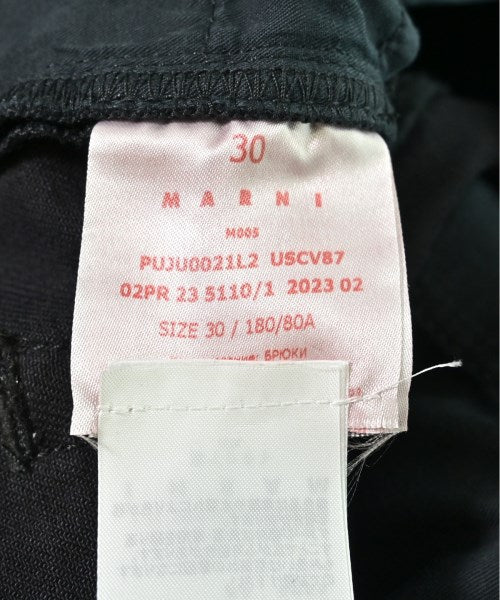 30
MARNI
M005
PUJU0021L2 USCV87
02PR 23 5110/1 2023 02
SIZE 30 / 180/80A
БРЮКИ